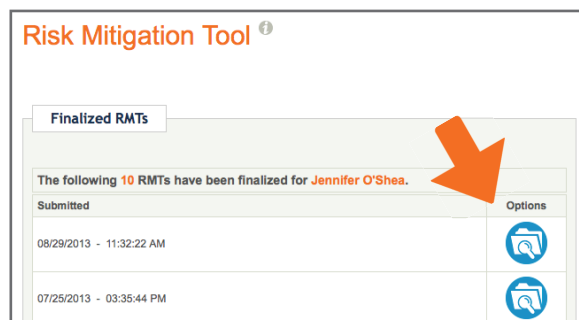 Risk Mitigation Tool
Finalized RMTs
The following 10 RMTs have been finalized for Jennifer O'Shea.
Submitted Options
08/29/2013 - 11:32:22 AM
07/25/2013 - 03:35:44 PM